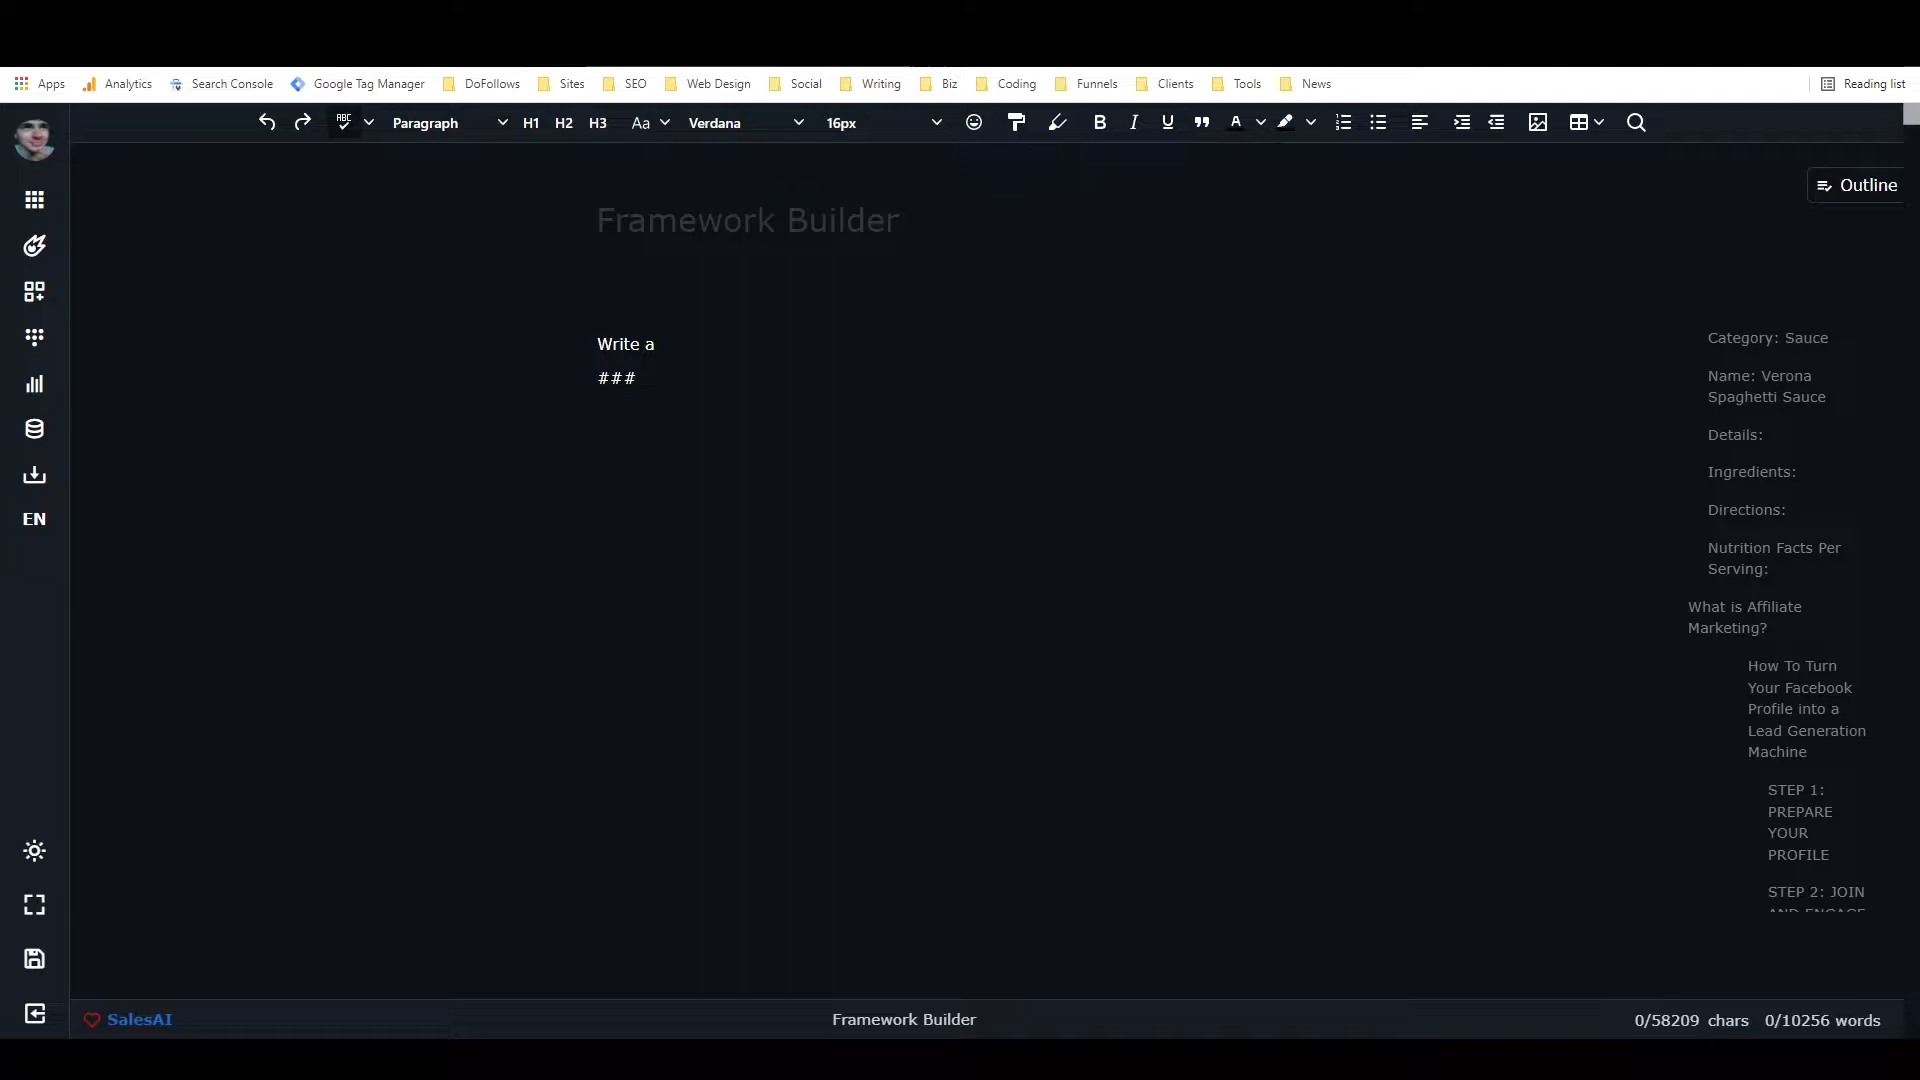 Apps Analytics Search Console Google Tag Manager DoFollows Sites SEO Web Design Social Writing Biz Coding Funnels Clients Tools News Reading list
ABC Paragraph H1 H2 H3 Aa Verdana 16px B I U A
Outline
Framework Builder
Write a
###
EN
Category: Sauce
Name: Verona
Spaghetti Sauce
Details:
Ingredients:
Directions:
Nutrition Facts Per
Serving:
What is Affiliate
Marketing?
How To Turn
Your Facebook
Profile into a
Lead Generation
Machine
STEP 1:
PREPARE
YOUR
PROFILE
STEP 2: JOIN
AND ENGAGE
SalesAI Framework Builder 0/58209 chars 0/10256 words